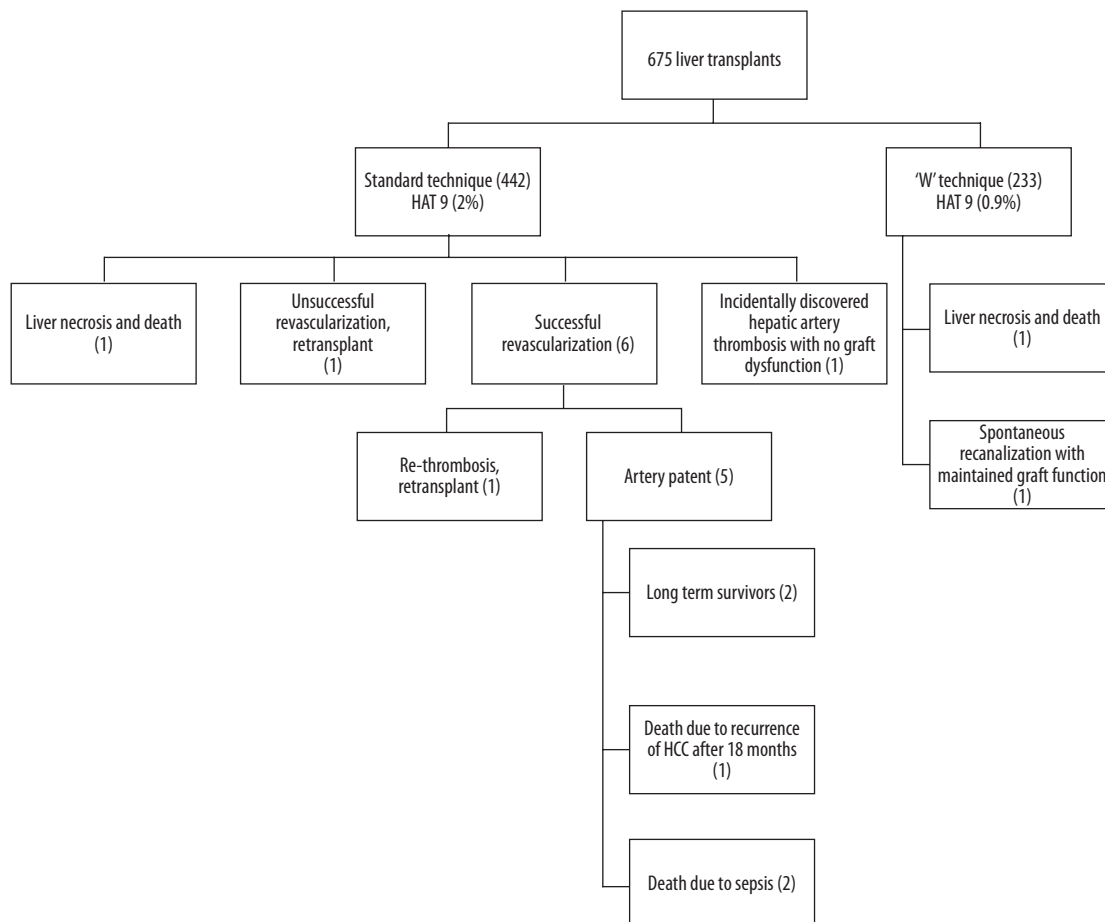 675 liver transplants
Standard technique (442)
HAT 9 (2%)
‘W’ technique (233)
HAT 9 (0.9%)
Liver necrosis and death
(1)
Unsuccessful
revascularization,
retransplant
(1)
Successful
revascularization (6)
Incidentally discovered
hepatic artery
thrombosis with no graft
dysfunction (1)
Liver necrosis and death
(1)
Re-thrombosis,
retransplant (1)
Artery patent (5)
Spontaneous
recanalization with
maintained graft function
(1)
Long term survivors (2)
Death due to recurrence
of HCC after 18 months
(1)
Death due to sepsis (2)